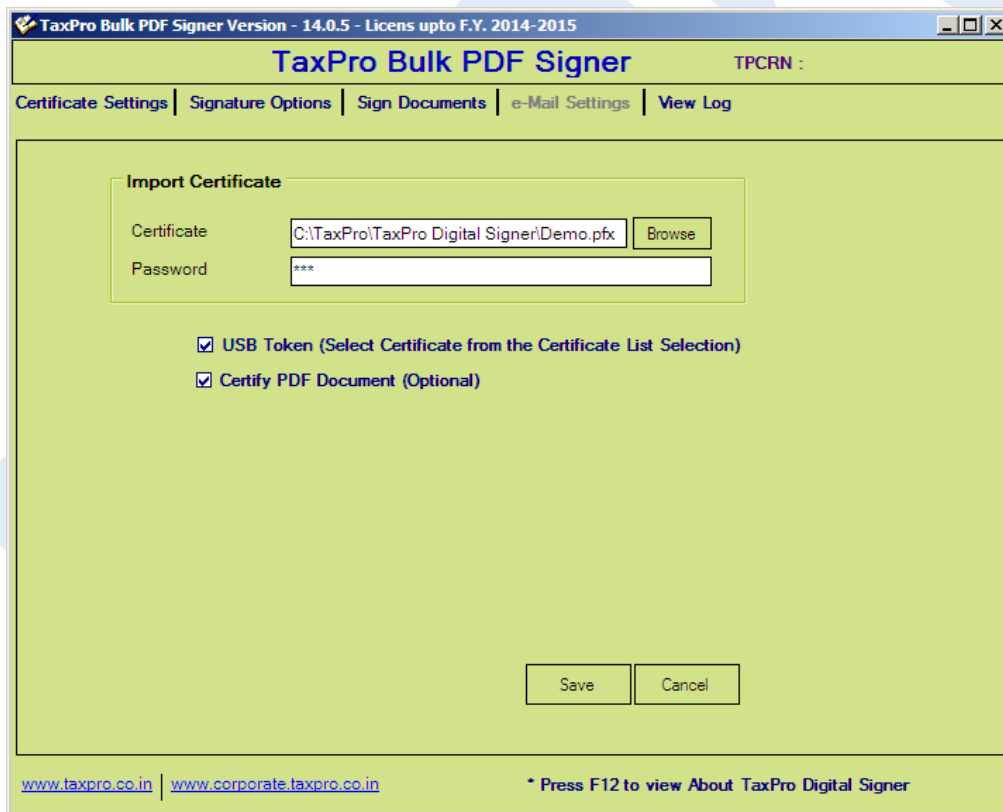 TaxPro Bulk PDF Signer Version - 14.0.5 - Licens upto F.Y. 2014-2015
TaxPro Bulk PDF Signer TPCRN :
Certificate Settings Signature Options Sign Documents e-Mail Settings View Log
Import Certificate
Certificate C:\TaxPro\TaxPro Digital Signer\Demo.pfx Browse
Password ***
USB Token (Select Certificate from the Certificate List Selection)
Certify PDF Document (Optional)
Save Cancel
www.taxpro.co.in www.corporate.taxpro.co.in * Press F12 to view About TaxPro Digital Signer